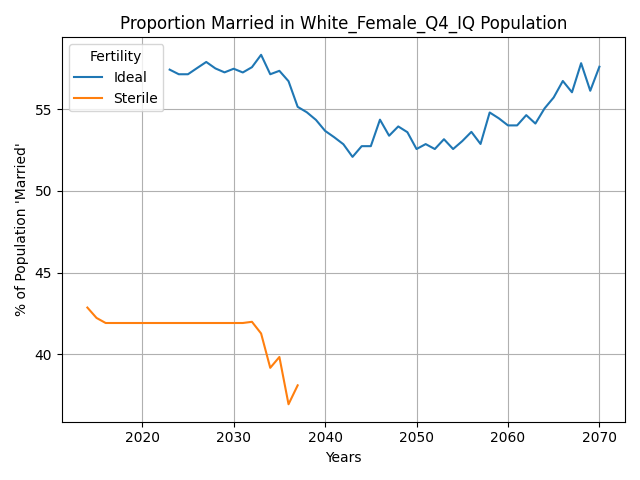 Proportion Married in White_Female_Q4_IQ Population
Fertility
Ideal
Sterile
% of Population 'Married'
55
50
45
40
2020 2030 2040 2050 2060 2070
Years